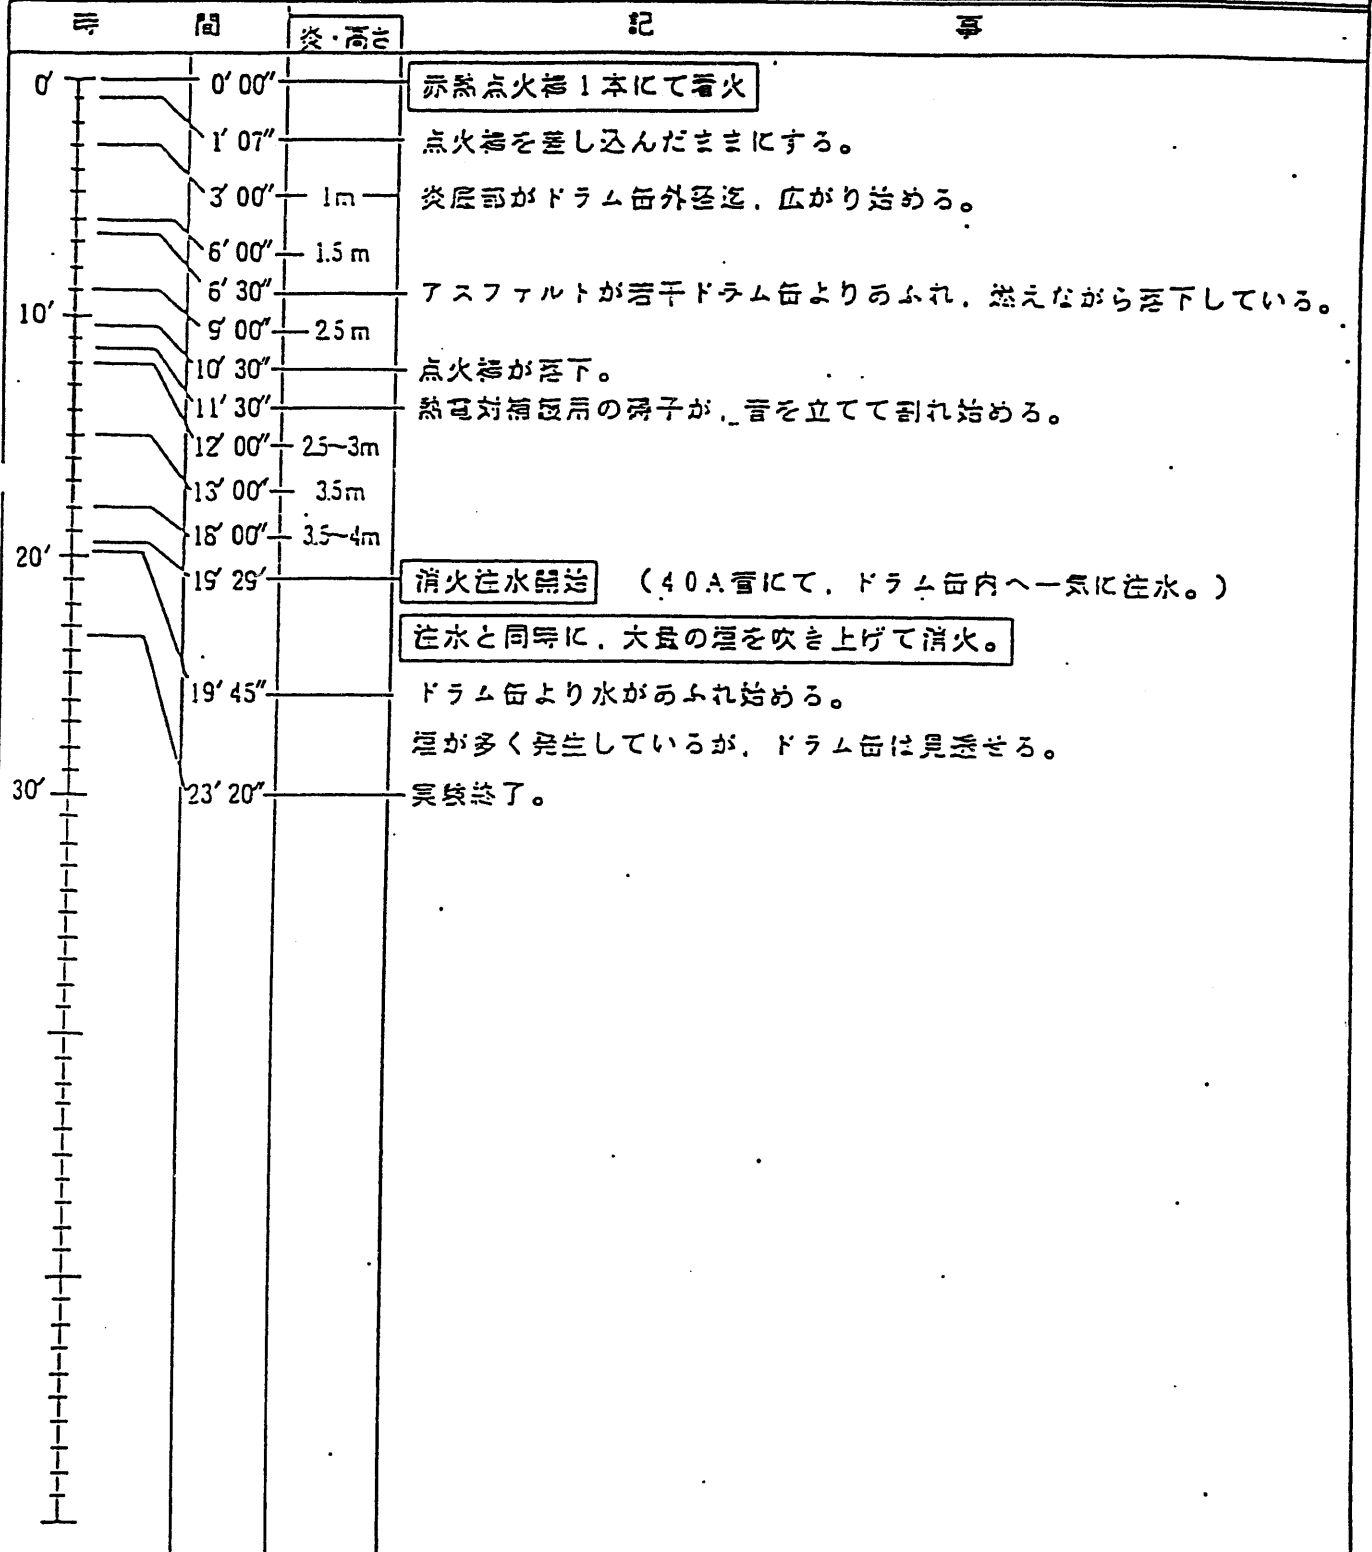 時 間 炎・高さ 記 事
0' 0' 00" 赤熱点火棒1本にて着火
1' 07" 点火棒を差し込んだままにする。
3' 00" 1m 炎底部がドラム缶外径迄、広がり始める。
6' 00" 1.5m
6' 30" アスファルトが若干ドラム缶よりあふれ、燃えながら落下している。
10' 9' 00" 2.5m
10' 30" 点火棒が落下。
11' 30" 熱電対補償用の碍子が、音を立てて割れ始める。
12' 00" 2.5~3m
13' 00" 3.5m
18' 00" 3.5~4m
20' 19' 29" 消火注水開始 (40A管にて、ドラム缶内へ一気に注水。)
注水と同時に、大量の煙を吹き上げて消火。
19' 45" ドラム缶より水があふれ始める。
煙が多く発生しているが、ドラム缶は見透せる。
30' 23' 20" 実験終了。